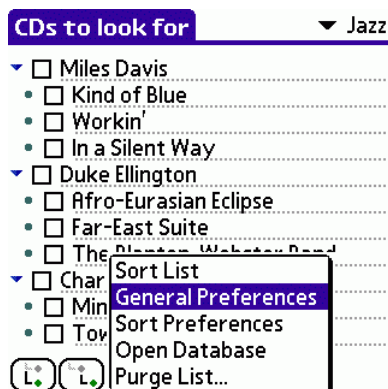 CDs to look for
Jazz
Miles Davis
Kind of Blue
Workin'
In a Silent Way
Duke Ellington
Afro-Eurasian Eclipse
Far-East Suite
The
Sort List
General Preferences
Sort Preferences
Open Database
Purge List...